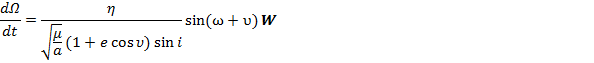 dΩ/dt = η / (√(μ/a) (1 + e cos υ) sin i) sin(ω + υ) W